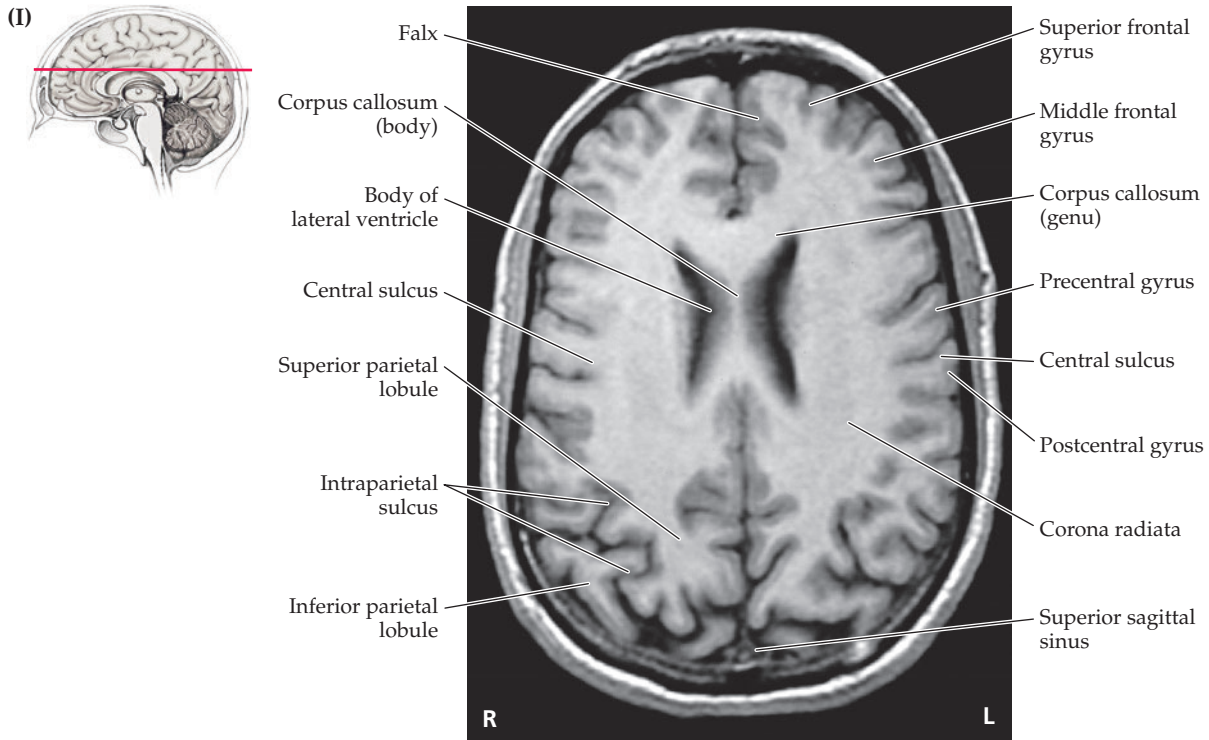 (I)
Falx
Corpus callosum
(body)
Body of
lateral ventricle
Central sulcus
Superior parietal
lobule
Intraparietal
sulcus
Inferior parietal
lobule
Superior frontal
gyrus
Middle frontal
gyrus
Corpus callosum
(genu)
Precentral gyrus
Central sulcus
Postcentral gyrus
Corona radiata
Superior sagittal
sinus
R
L